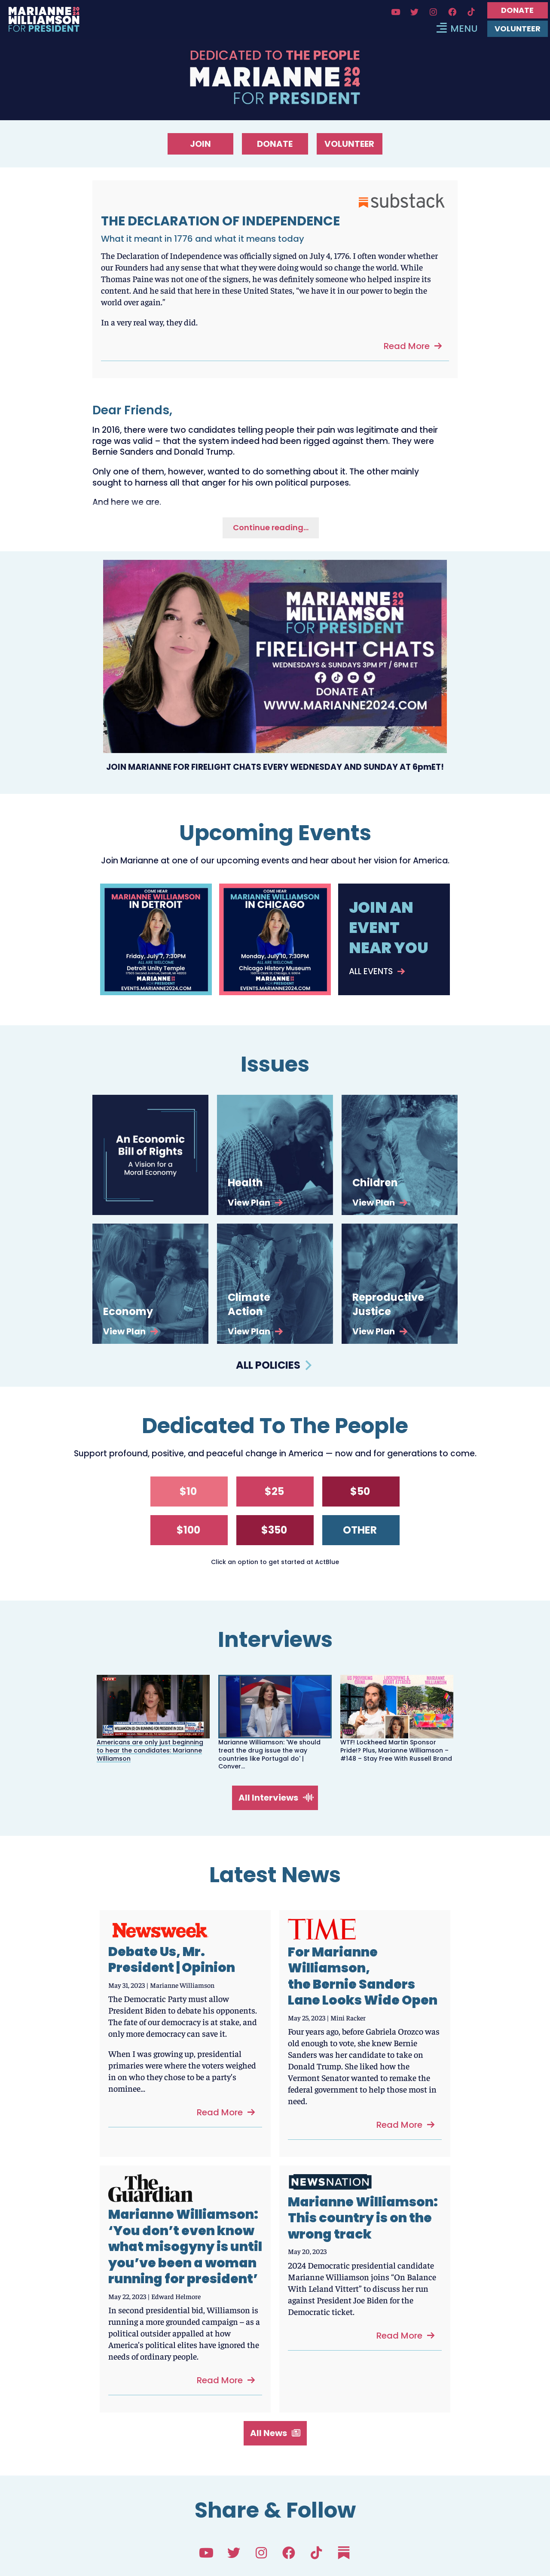 MARIANNE
WILLIAMSON
2024
FOR PRESIDENT
DONATE
MENU
VOLUNTEER
DEDICATED TO THE PEOPLE
MARIANNE 2024
FOR PRESIDENT
JOIN
DONATE
VOLUNTEER
substack
THE DECLARATION OF INDEPENDENCE
What it meant in 1776 and what it means today
The Declaration of Independence was officially signed on July 4, 1776. I often wonder whether
our Founders had any sense that what they were doing would so change the world. While
Thomas Paine was not one of the signers, he was definitely someone who helped inspire its
content. And he said that here in these United States, "we have it in our power to begin the
world over again."
In a very real way, they did.
Read More
Dear Friends,
In 2016, there were two candidates telling people their pain was legitimate and their
rage was valid – that the system indeed had been rigged against them. They were
Bernie Sanders and Donald Trump.
Only one of them, however, wanted to do something about it. The other mainly
sought to harness all that anger for his own political purposes.
And here we are.
Continue reading...
MARIANNE
WILLIAMSON
2024
FOR PRESIDENT
FIRELIGHT CHATS
WEDNESDAYS & SUNDAYS 3PM PT / 6PM ET
DONATE AT
WWW.MARIANNE2024.COM
JOIN MARIANNE FOR FIRELIGHT CHATS EVERY WEDNESDAY AND SUNDAY AT 6pmET!
Upcoming Events
Join Marianne at one of our upcoming events and hear about her vision for America.
COME HEAR
MARIANNE WILLIAMSON
IN DETROIT
Friday, July 7, 7:30PM
ALL ARE WELCOME
Detroit Unity Temple
MARIANNE
FOR PRESIDENT
EVENTS.MARIANNE2024.COM
COME HEAR
MARIANNE WILLIAMSON
IN CHICAGO
Monday, July 10, 7:30PM
ALL ARE WELCOME
Chicago History Museum
MARIANNE
FOR PRESIDENT
EVENTS.MARIANNE2024.COM
JOIN AN
EVENT
NEAR YOU
ALL EVENTS
Issues
An Economic
Bill of Rights
A Vision for a
Moral Economy
Health
View Plan
Children
View Plan
Economy
View Plan
Climate
Action
View Plan
Reproductive
Justice
View Plan
ALL POLICIES
Dedicated To The People
Support profound, positive, and peaceful change in America — now and for generations to come.
$10
$25
$50
$100
$350
OTHER
Click an option to get started at ActBlue
Interviews
LIVE
WILLIAMSON ON RUNNING FOR PRESIDENT IN 2024
Americans are only just beginning
to hear the candidates: Marianne
Williamson
Marianne Williamson: 'We should
treat the drug issue the way
countries like Portugal do' |
Conver...
WTF! Lockheed Martin Sponsor
Pride!? Plus, Marianne Williamson –
#148 – Stay Free With Russell Brand
All Interviews
Latest News
Newsweek
Debate Us, Mr.
President | Opinion
May 31, 2023 | Marianne Williamson
The Democratic Party must allow
President Biden to debate his opponents.
The fate of our democracy is at stake, and
only more democracy can save it.
When I was growing up, presidential
primaries were where the voters weighed
in on who they chose to be a party's
nominee...
Read More
TIME
For Marianne
Williamson,
the Bernie Sanders
Lane Looks Wide Open
May 25, 2023 | Mini Racker
Four years ago, before Gabriela Orozco was
old enough to vote, she knew Bernie
Sanders was her candidate to take on
Donald Trump. She liked how the
Vermont Senator wanted to remake the
federal government to help those most in
need.
Read More
The
Guardian
Marianne Williamson:
'You don't even know
what misogyny is until
you've been a woman
running for president'
May 22, 2023 | Edward Helmore
In second presidential bid, Williamson is
running a more grounded campaign – as a
political outsider appalled at how
America's political elites have ignored the
needs of ordinary people.
Read More
NEWSNATION
Marianne Williamson:
This country is on the
wrong track
May 20, 2023
2024 Democratic presidential candidate
Marianne Williamson joins "On Balance
With Leland Vittert" to discuss her run
against President Joe Biden for the
Democratic ticket.
Read More
All News
Share & Follow